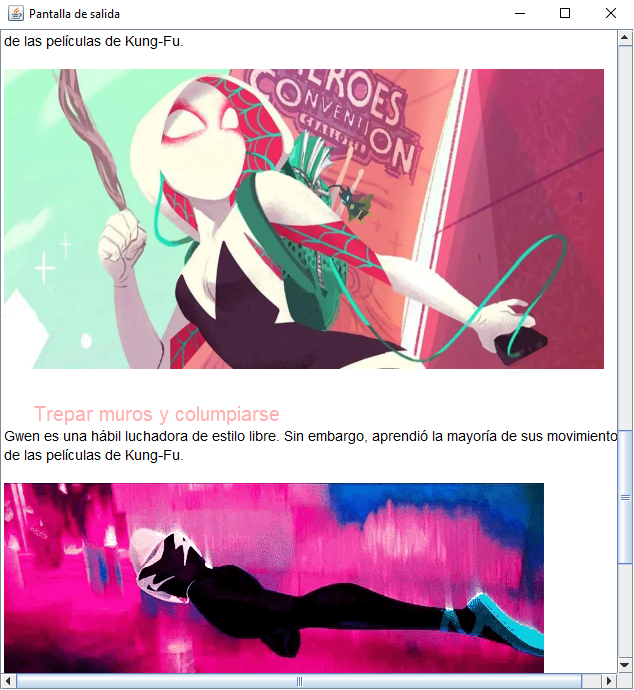 Pantalla de salida
de las películas de Kung-Fu.
HEROES
CONVENTION
Trepar muros y columpiarse
Gwen es una hábil luchadora de estilo libre. Sin embargo, aprendió la mayoría de sus movimiento
de las películas de Kung-Fu.